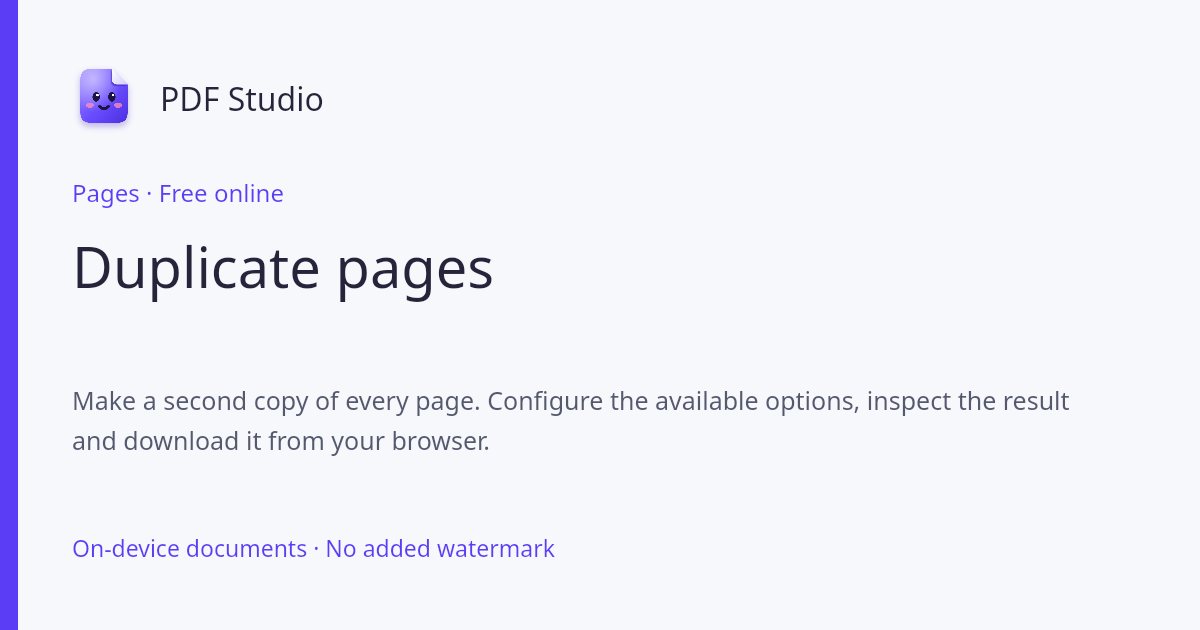 PDF Studio
Pages · Free online
Duplicate pages
Make a second copy of every page. Configure the available options, inspect the result
and download it from your browser.
On-device documents · No added watermark